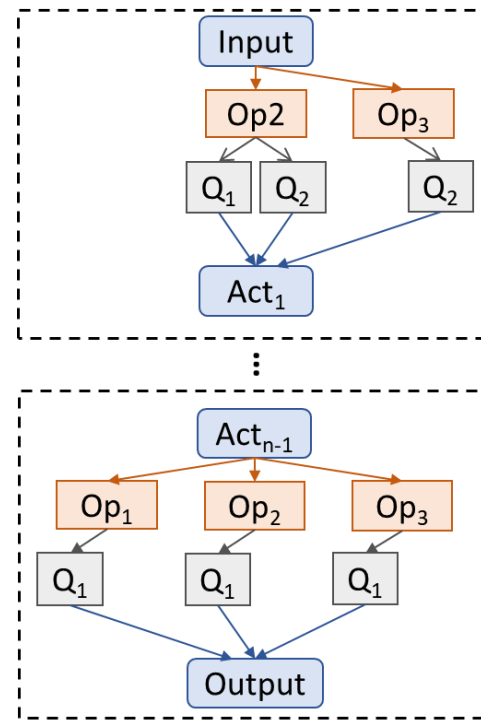 Input
Op2 Op₃
Q₁ Q₂ Q₂
Act₁
⋮
Actₙ₋₁
Op₁ Op₂ Op₃
Q₁ Q₁ Q₁
Output